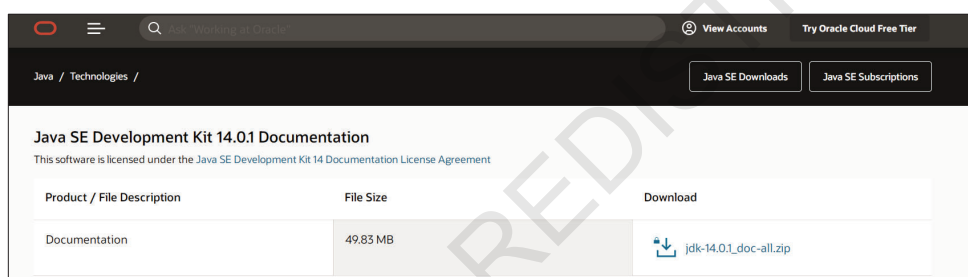 Ask "Working at Oracle"
View Accounts
Try Oracle Cloud Free Tier
Java / Technologies /
Java SE Downloads
Java SE Subscriptions
Java SE Development Kit 14.0.1 Documentation
This software is licensed under the Java SE Development Kit 14 Documentation License Agreement
Product / File Description
File Size
Download
Documentation
49.83 MB
jdk-14.0.1_doc-all.zip